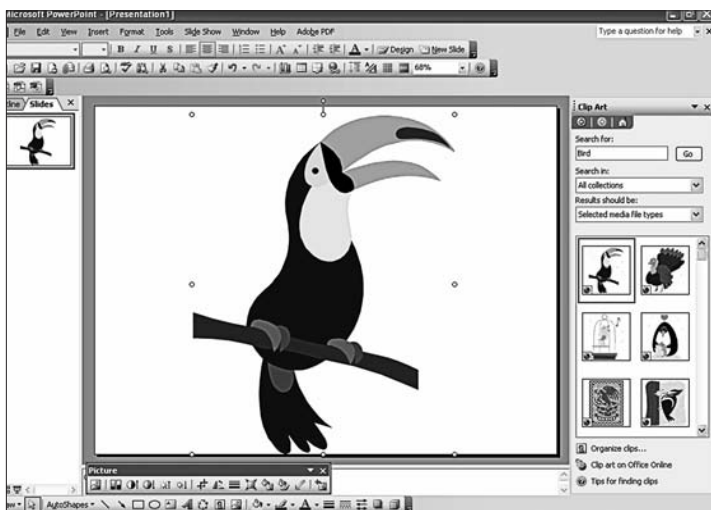 Microsoft PowerPoint - [Presentation1]
File Edit View Insert Format Tools Slide Show Window Help Adobe PDF
Type a question for help
B I U S
A A
A
Design
New Slide
68%
Slides
Clip Art
Search for:
Bird
Go
Search in:
All collections
Results should be:
Selected media file types
Organize clips...
Clip art on Office Online
Tips for finding clips
Picture
AutoShapes
A